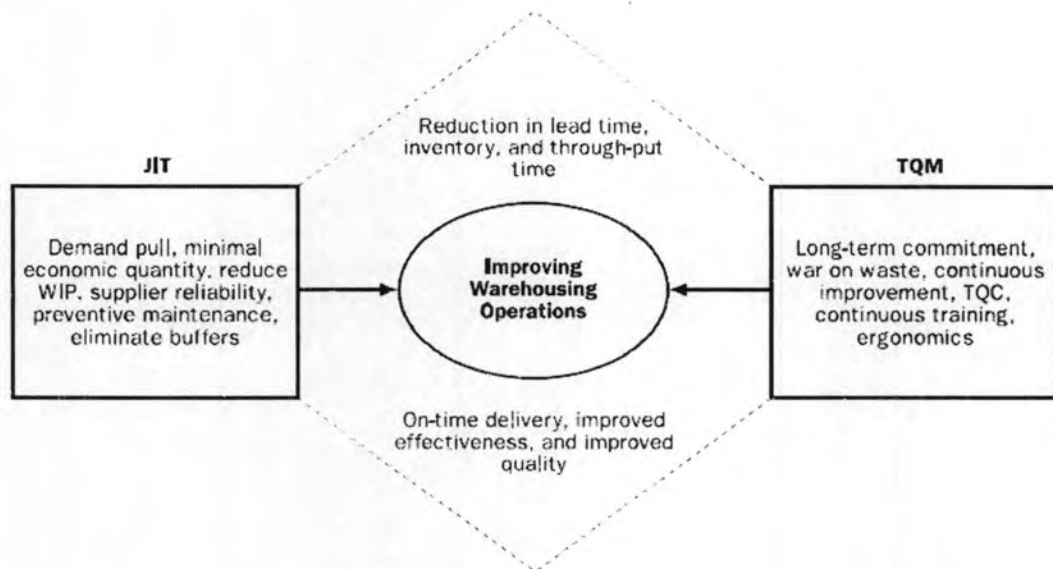 Reduction in lead time,
inventory, and through-put
time
JIT
TQM
Demand pull, minimal
economic quantity, reduce
WIP, supplier reliability,
preventive maintenance,
eliminate buffers
Improving
Warehousing
Operations
Long-term commitment,
war on waste, continuous
improvement, TQC,
continuous training,
ergonomics
On-time delivery, improved
effectiveness, and improved
quality